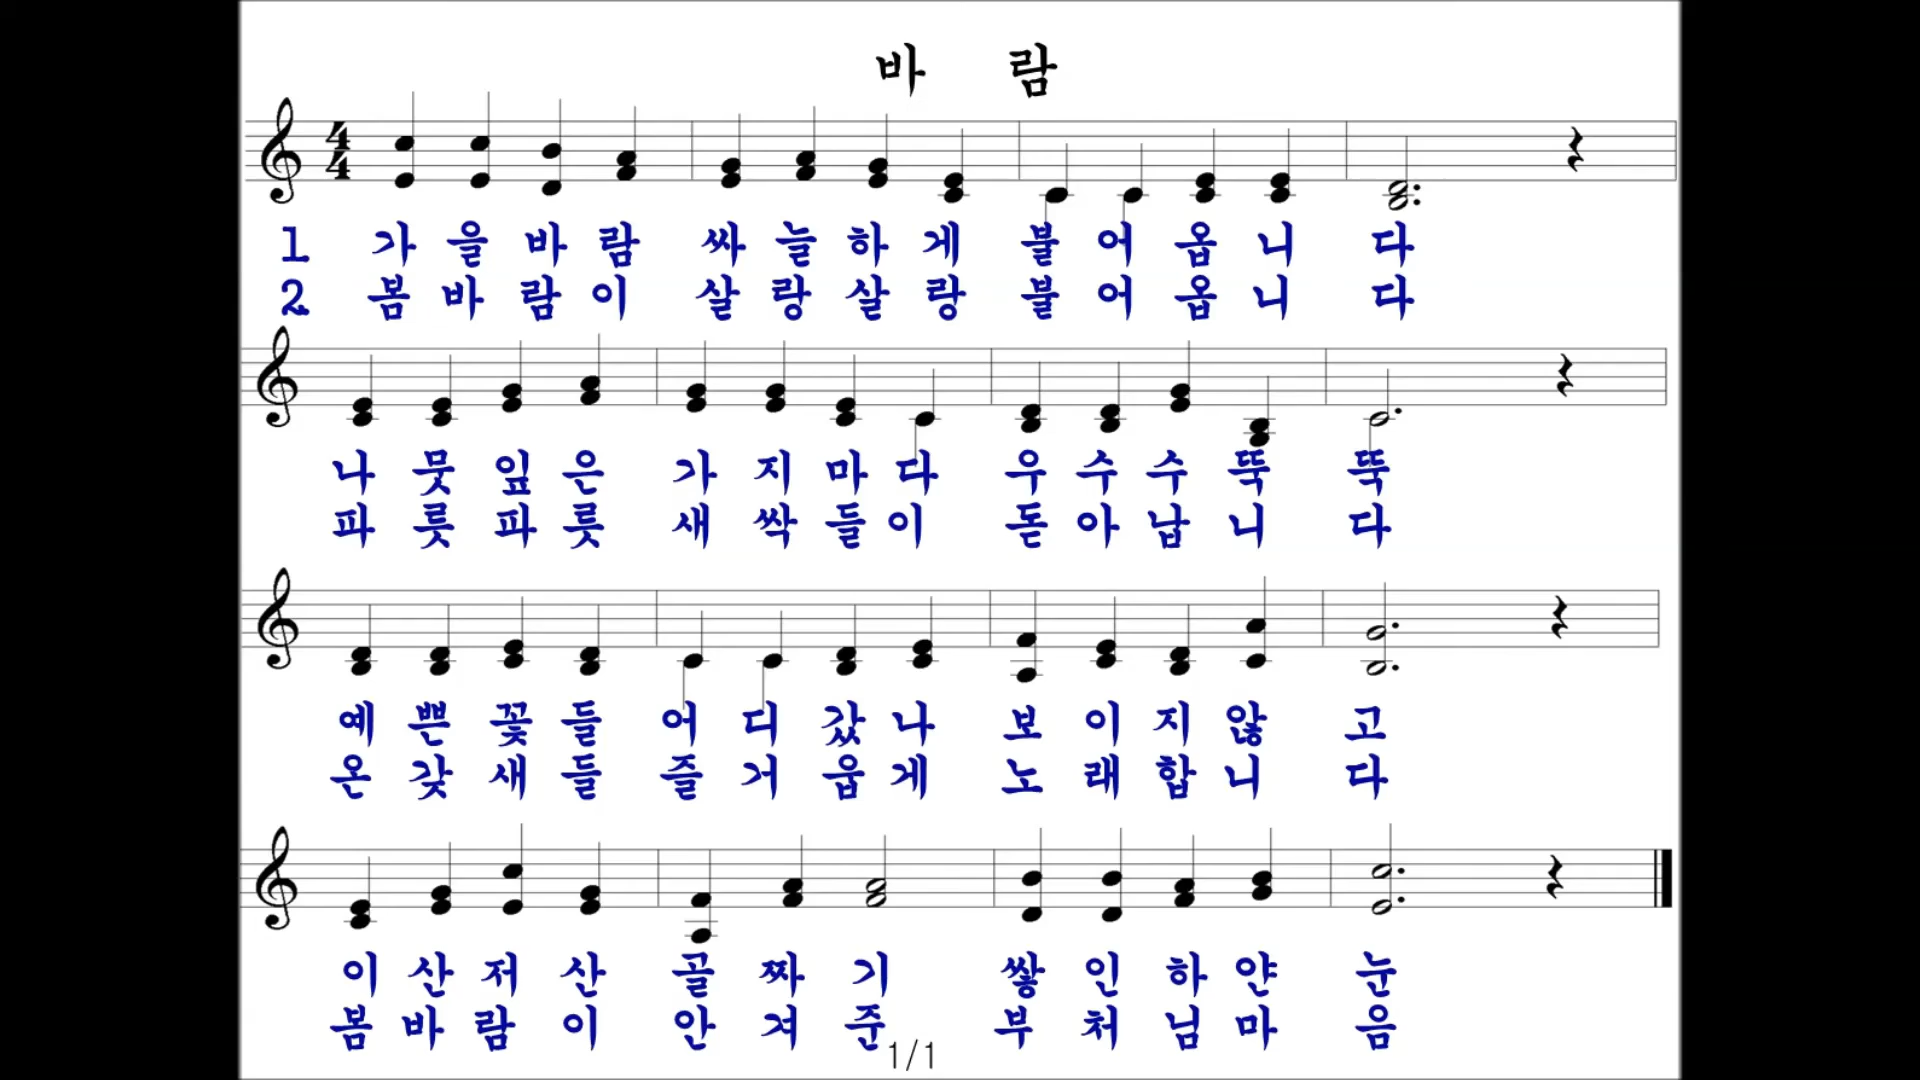 바 람
1 가 을 바 람 싸 늘 하 게 불 어 옵 니 다
2 봄 바 람 이 살 랑 살 랑 불 어 옵 니 다
나 뭇 잎 은 가 지 마 다 우 수 수 뚝 뚝
파 릇 파 릇 새 싹 들 이 돋 아 납 니 다
예 쁜 꽃 들 어 디 갔 나 보 이 지 않 고
온 갖 새 들 즐 거 웁 게 노 래 합 니 다
이 산 저 산 골 짜 기 쌓 인 하 얀 눈
봄 바 람 이 안 겨 준 부 처 님 마 음
1/1